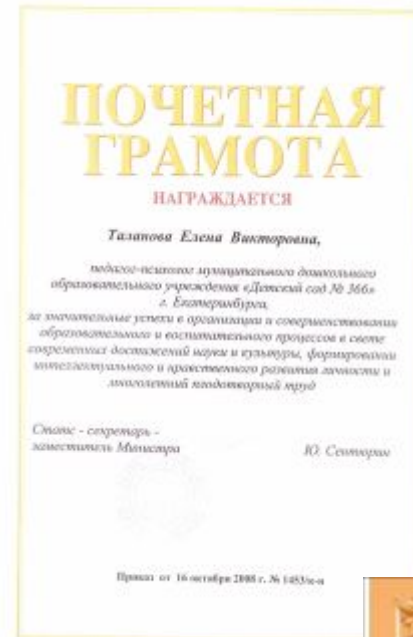 ПОЧЕТНАЯ
ГРАМОТА
НАГРАЖДАЕТСЯ
Таланова Елена Викторовна,
педагог-психолог муниципального дошкольного
образовательного учреждения «Детский сад № 366»
г. Екатеринбурга,
за значительные успехи в организации и совершенствовании
образовательного и воспитательного процессов в свете
современных достижений науки и культуры, формировании
интеллектуального и нравственного развития личности и
многолетний плодотворный труд
Статс - секретарь -
заместитель Министра
Ю. Сентюрин
Приказ от 16 октября 2008 г. № 1453/к-н